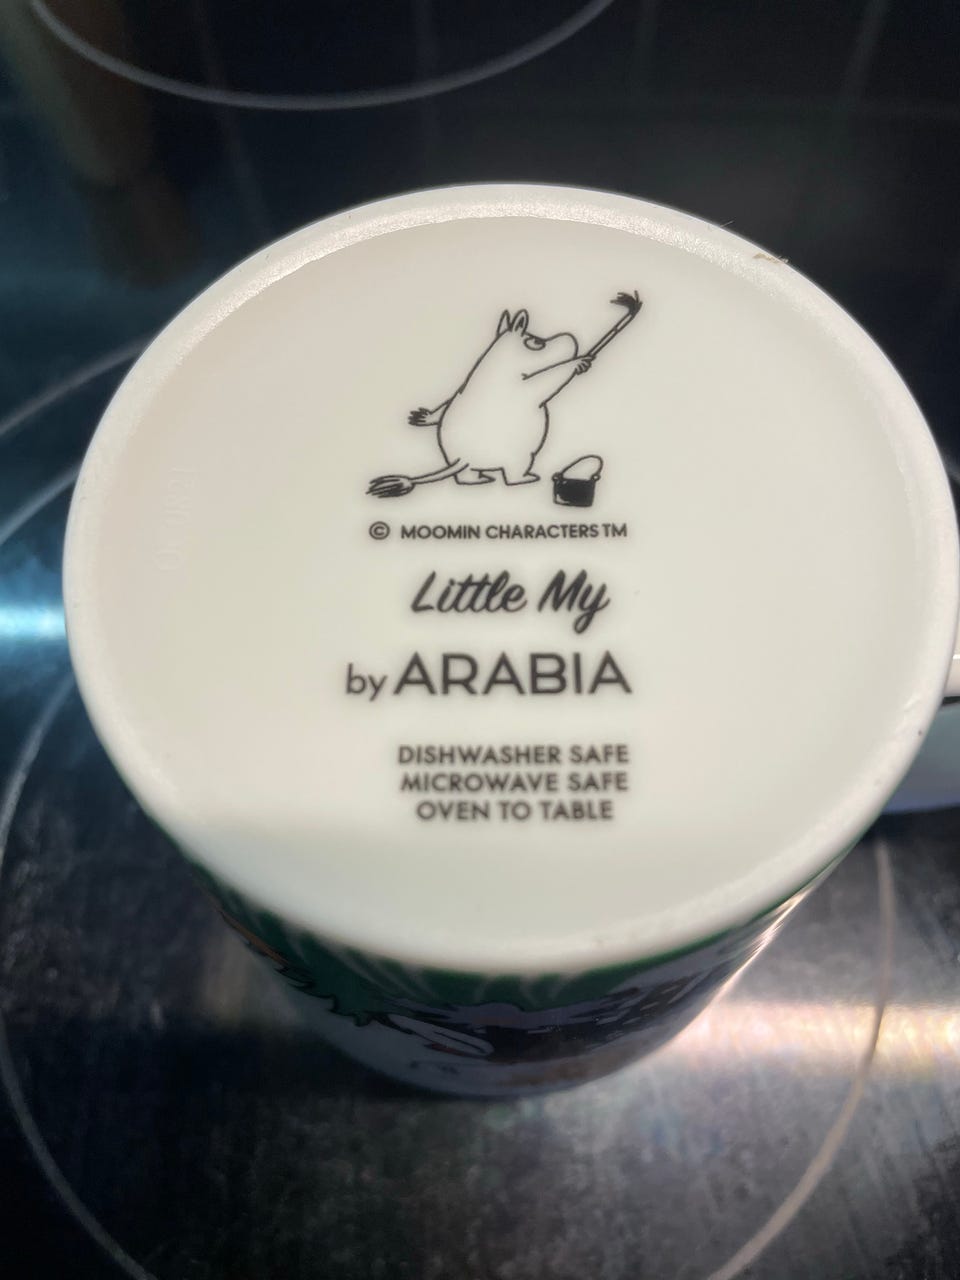 © MOOMIN CHARACTERS TM
Little My
by ARABIA
DISHWASHER SAFE
MICROWAVE SAFE
OVEN TO TABLE